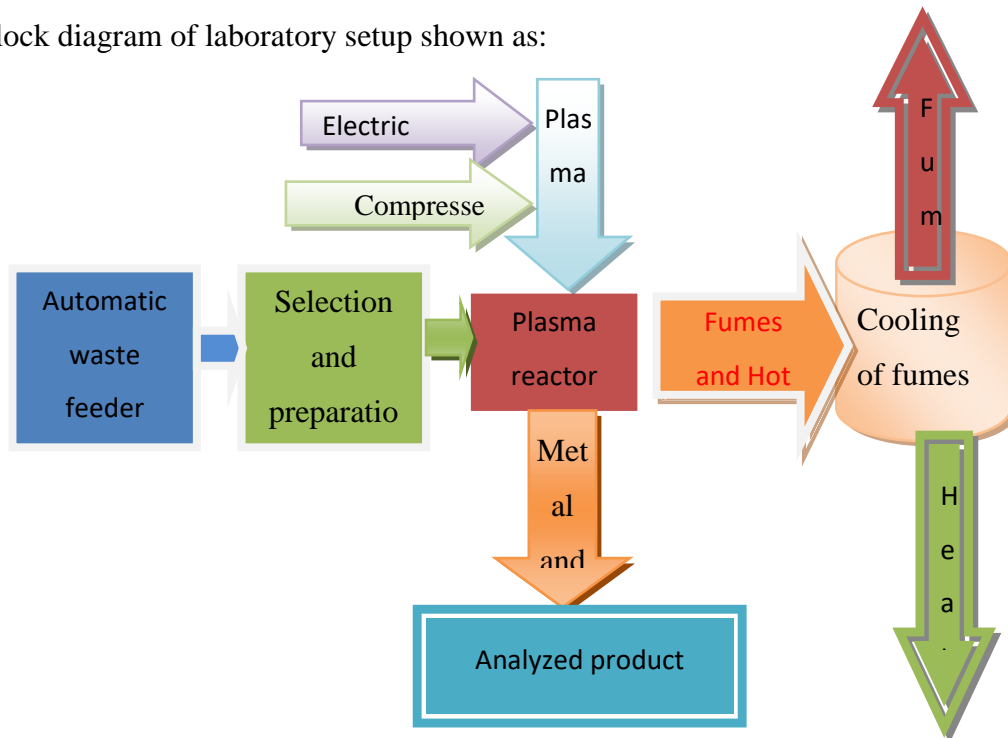 lock diagram of laboratory setup shown as:
Electric
Compresse
Plas
ma
F
u
m
Automatic
waste
feeder
Selection
and
preparatio
Plasma
reactor
Fumes
and Hot
Cooling
of fumes
Met
al
and
H
e
a
Analyzed product